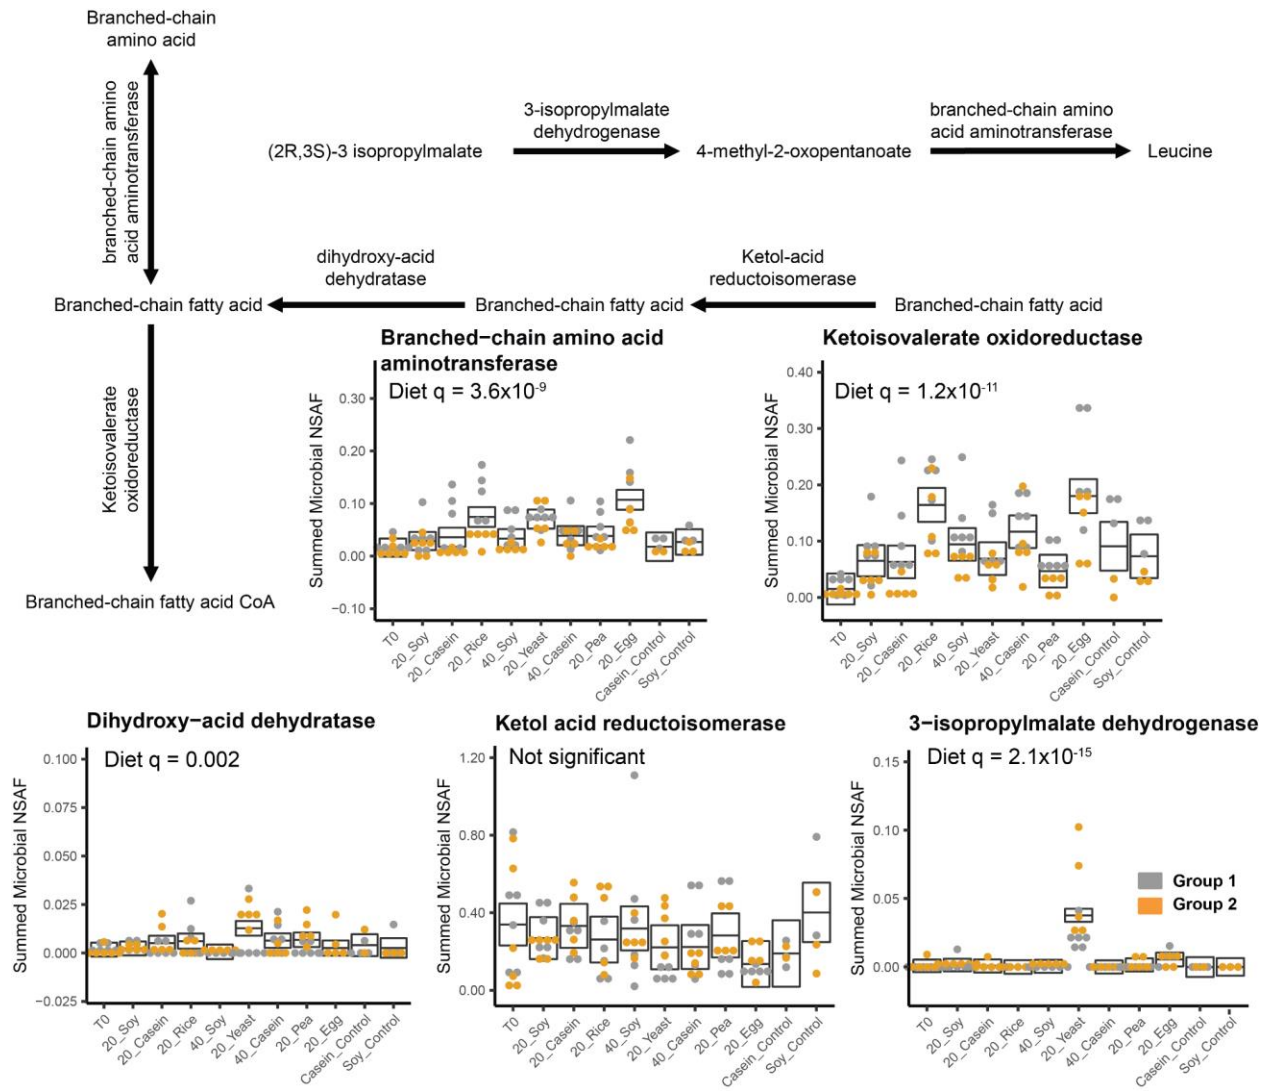 Branched-chain
amino acid
branched-chain amino
acid aminotransferase
3-isopropylmalate
dehydrogenase
branched-chain amino
acid aminotransferase
(2R,3S)-3 isopropylmalate
4-methyl-2-oxopentanoate
Leucine
dihydroxy-acid
dehydratase
Ketol-acid
reductoisomerase
Branched-chain fatty acid
Branched-chain fatty acid
Branched-chain fatty acid
Ketoisovalerate
oxidoreductase
Branched-chain fatty acid CoA
Branched−chain amino acid
aminotransferase
Diet q = 3.6x10⁻⁹
Summed Microbial NSAF
0.30
0.20
0.10
0.00
−0.10
T0
20_Soy
20_Casein
20_Rice
40_Soy
20_Yeast
40_Casein
20_Pea
20_Egg
Casein_Control
Soy_Control
Ketoisovalerate oxidoreductase
Diet q = 1.2x10⁻¹¹
Summed Microbial NSAF
0.40
0.30
0.20
0.10
0.00
T0
20_Soy
20_Casein
20_Rice
40_Soy
20_Yeast
40_Casein
20_Pea
20_Egg
Casein_Control
Soy_Control
Dihydroxy−acid dehydratase
Diet q = 0.002
Summed Microbial NSAF
0.100
0.075
0.050
0.025
0.000
−0.025
T0
20_Soy
20_Casein
20_Rice
40_Soy
20_Yeast
40_Casein
20_Pea
20_Egg
Casein_Control
Soy_Control
Ketol acid reductoisomerase
Not significant
Summed Microbial NSAF
1.20
0.80
0.40
0.00
T0
20_Soy
20_Casein
20_Rice
40_Soy
20_Yeast
40_Casein
20_Pea
20_Egg
Casein_Control
Soy_Control
3−isopropylmalate dehydrogenase
Diet q = 2.1x10⁻¹⁵
Summed Microbial NSAF
0.15
0.10
0.05
0.00
Group 1
Group 2
T0
20_Soy
20_Casein
20_Rice
40_Soy
20_Yeast
40_Casein
20_Pea
20_Egg
Casein_Control
Soy_Control